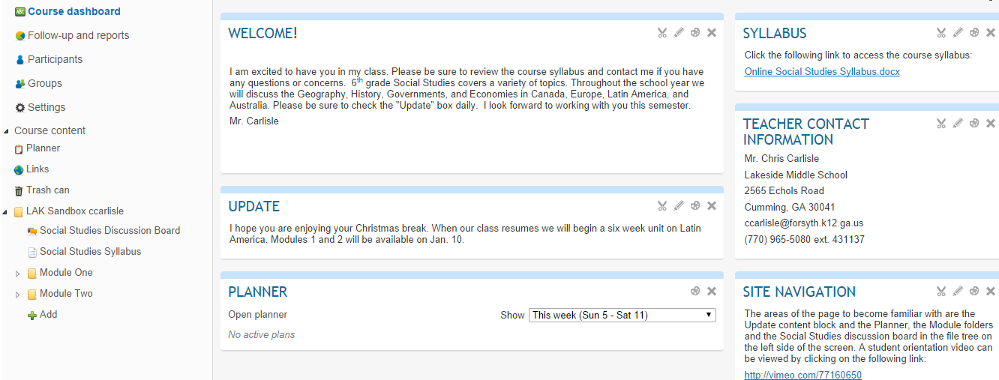 Course dashboard
Follow-up and reports
Participants
Groups
Settings
Course content
Planner
Links
Trash can
LAK Sandbox ccarlisle
Social Studies Discussion Board
Social Studies Syllabus
Module One
Module Two
Add
WELCOME!
I am excited to have you in my class. Please be sure to review the course syllabus and contact me if you have
any questions or concerns.  6th grade Social Studies covers a variety of topics. Throughout the school year we
will discuss the Geography, History, Governments, and Economies in Canada, Europe, Latin America, and
Australia. Please be sure to check the "Update" box daily.  I look forward to working with you this semester.
Mr. Carlisle
UPDATE
I hope you are enjoying your Christmas break. When our class resumes we will begin a six week unit on Latin
America. Modules 1 and 2 will be available on Jan. 10.
PLANNER
Open planner
Show This week (Sun 5 - Sat 11)
No active plans
SYLLABUS
Click the following link to access the course syllabus:
Online Social Studies Syllabus.docx
TEACHER CONTACT
INFORMATION
Mr. Chris Carlisle
Lakeside Middle School
2565 Echols Road
Cumming, GA 30041
ccarlisle@forsyth.k12.ga.us
(770) 965-5080 ext. 431137
SITE NAVIGATION
The areas of the page to become familiar with are the
Update content block and the Planner, the Module folders
and the Social Studies discussion board in the file tree on
the left side of the screen. A student orientation video can
be viewed by clicking on the following link:
http://vimeo.com/77160650